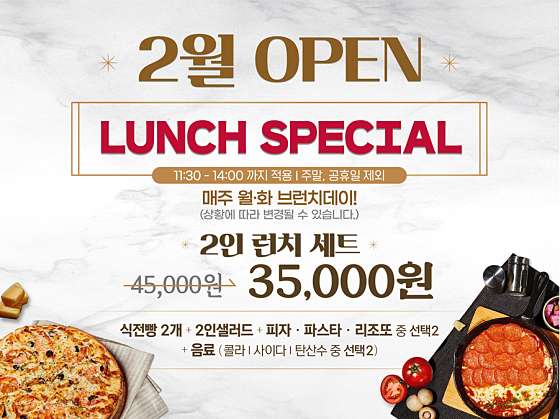 2월 OPEN
LUNCH SPECIAL
11:30 - 14:00 까지 적용 | 주말, 공휴일 제외
매주 월·화 브런치데이!
(상황에 따라 변경될 수 있습니다.)
2인 런치 세트
45,000원 35,000원
식전빵 2개 + 2인샐러드 + 피자 · 파스타 · 리조또 중 선택2
+ 음료 ( 콜라 | 사이다 | 탄산수 중 선택2 )